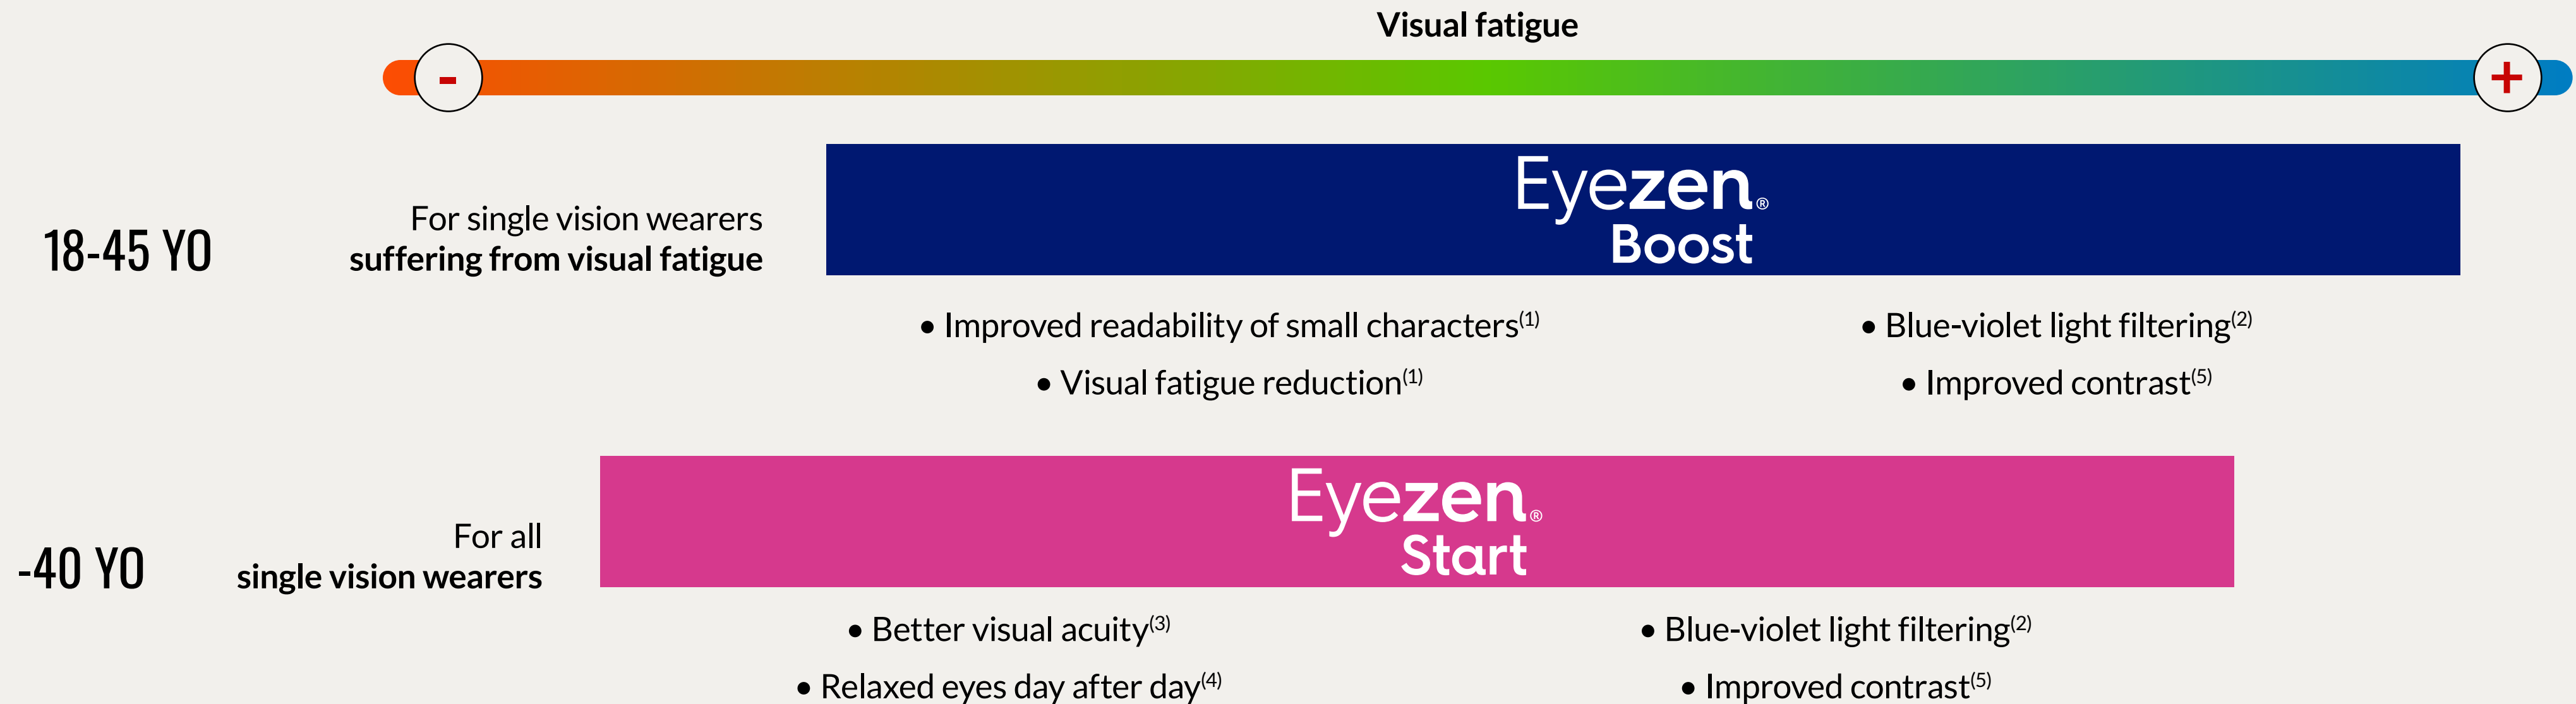 Visual fatigue
-
+
18-45 YO
For single vision wearers
suffering from visual fatigue
Eyezen®
Boost
• Improved readability of small characters(1)
• Visual fatigue reduction(1)
• Blue-violet light filtering(2)
• Improved contrast(5)
-40 YO
For all
single vision wearers
Eyezen®
Start
• Better visual acuity(3)
• Relaxed eyes day after day(4)
• Blue-violet light filtering(2)
• Improved contrast(5)